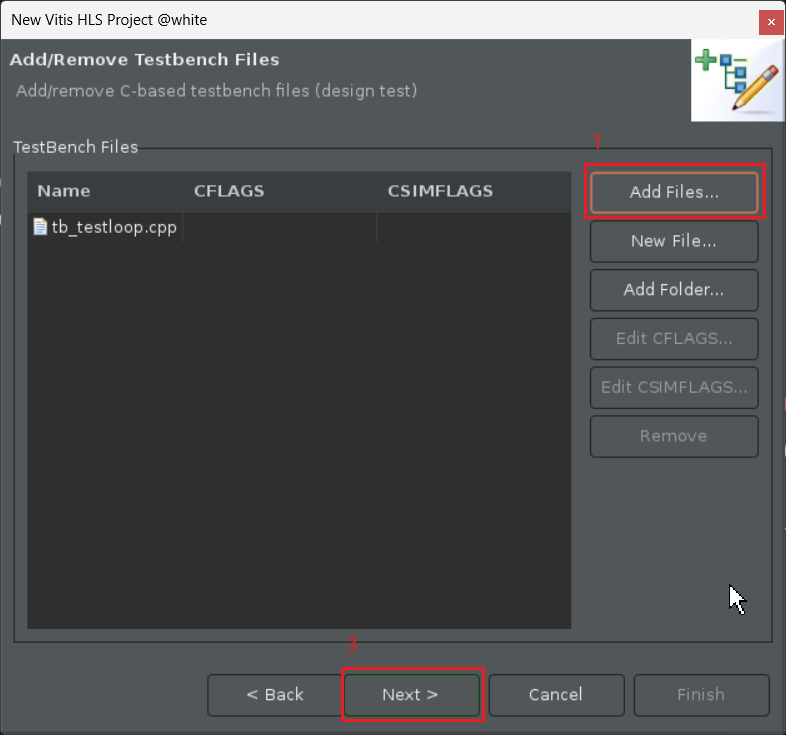 New Vitis HLS Project @white
Add/Remove Testbench Files
Add/remove C-based testbench files (design test)
TestBench Files
1
Name CFLAGS CSIMFLAGS
tb_testloop.cpp
Add Files...
New File...
Add Folder...
Edit CFLAGS...
Edit CSIMFLAGS...
Remove
3
< Back Next > Cancel Finish